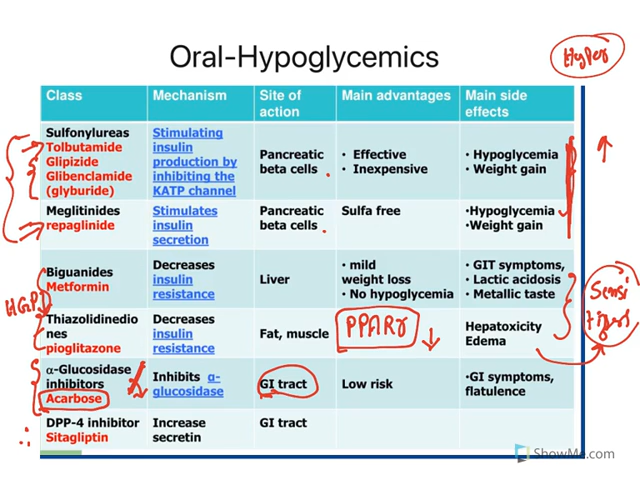 Oral-Hypoglycemics
Hyper
Class
Mechanism
Site of
action
Main advantages
Main side
effects
Sulfonylureas
Tolbutamide
Glipizide
Glibenclamide
(glyburide)
Stimulating
insulin
production by
inhibiting the
KATP channel
Pancreatic
beta cells
• Effective
• Inexpensive
• Hypoglycemia
• Weight gain
Meglitinides
repaglinide
Stimulates
insulin
secretion
Pancreatic
beta cells
Sulfa free
•Hypoglycemia
•Weight gain
Biguanides
Metformin
Decreases
insulin
resistance
Liver
• mild
weight loss
• No hypoglycemia
• GIT symptoms,
• Lactic acidosis
• Metallic taste
Thiazolidinedio
nes
pioglitazone
Decreases
insulin
resistance
Fat, muscle
PPARγ
Hepatoxicity
Edema
α-Glucosidase
inhibitors
Acarbose
Inhibits α-
glucosidase
GI tract
Low risk
•GI symptoms,
flatulence
DPP-4 inhibitor
Sitagliptin
Increase
secretin
GI tract
ShowMe.com